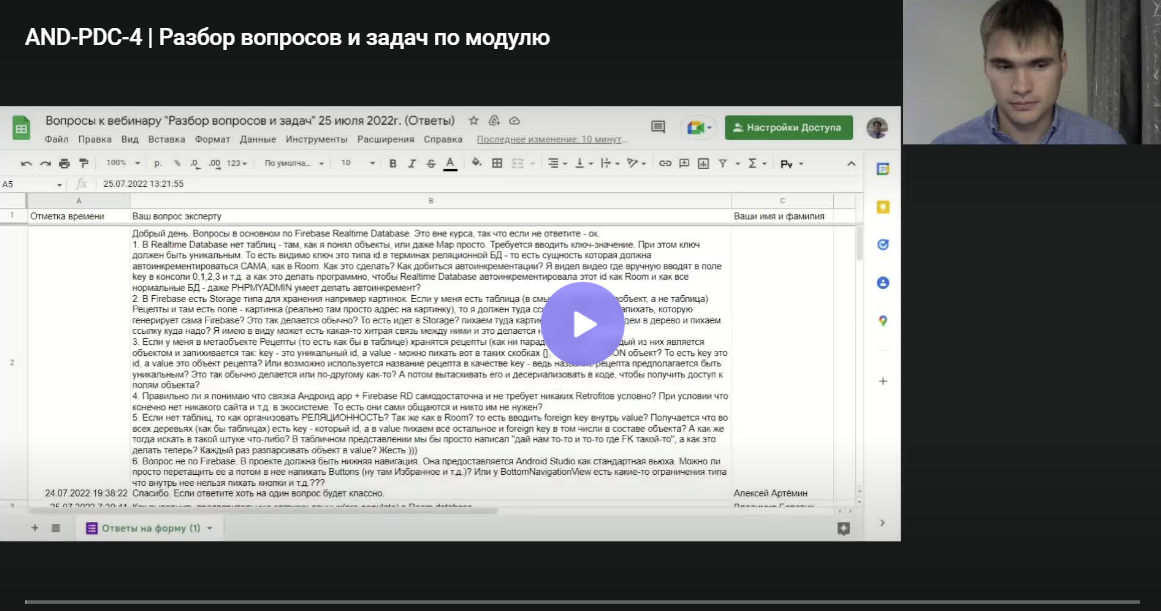 AND-PDC-4 | Разбор вопросов и задач по модулю
Вопросы к вебинару "Разбор вопросов и задач" 25 июля 2022г. (Ответы)
Файл Правка Вид Вставка Формат Данные Инструменты Расширения Справка Последнее изменение: 10 минут…
Настройки Доступа
100% р. % .0 .00 123 По умолча... 10 B I S A
A5 fx 25.07.2022 13:21:55
A B C
1 Отметка времени Ваш вопрос эксперту Ваши имя и фамилия
Добрый день. Вопросы в основном по Firebase Realtime Database. Это вне курса, так что если не ответите - ок.
1. В Realtime Database нет таблиц - там, как я понял объекты, или даже Map просто. Требуется вводить ключ-значение. При этом ключ
должен быть уникальным. То есть видимо ключ это типа id в терминах реляционной БД - то есть сущность которая должна
автоинкрементироваться САМА, как в Room. Как это сделать? Как добиться автоинкрементации? Я видел видео где вручную вводят в поле
key в консоли 0,1,2,3 и т.д. а как это делать программно, чтобы Realtime Database автоинкрементировала этот id как Room и как все
нормальные БД - даже PHPMYADMIN умеет делать автоинкремент?
2. В Firebase есть Storage типа для хранения например картинок. Если у меня есть таблица (в смы объект, а не таблица)
Рецепты и там есть поле - картинка (реально там просто адрес на картинку), то я должен туда ссы апихать, которую
генерирует сама Firebase? Это так делается обычно? То есть идет в Storage? пихаем туда карти дем в дерево и пихаем
ссылку куда надо? Я имею в виду может есть какая-то хитрая связь между ними и это делается
3. Если у меня в метаобъекте Рецепты (то есть как бы в таблице) хранятся рецепты (как ни парад дый из них является
объектом и запихивается так: key - это уникальный id, а value - можно пихать вот в таких скобках {}. ON объект? То есть key это
id, а value это объект рецепта? Или возможно используется название рецепта в качестве key - ведь рецепта предполагается быть
уникальным? Это так обычно делается или по-другому как-то? А потом вытаскивать его и десериализовать в коде, чтобы получить доступ к
2 полям объекта?
4. Правильно ли я понимаю что связка Андроид app + Firebase RD самодостаточна и не требует никаких Retrofitов условно? При условии что
конечно нет никакого сайта и т.д. в экосистеме. То есть они сами общаются и никто им не нужен?
5. Если нет таблиц, то как организовать РЕЛЯЦИОННОСТЬ? Так же как в Room? то есть вводить foreign key внутрь value? Получается что во
всех деревьях (как бы таблицах) есть key - который id, а в value пихаем всё остальное и foreign key в том числе в составе объекта? А как же
тогда искать в такой штуке что-либо? В табличном представлении мы бы просто написал "дай нам то-то и то-то где FK такой-то", а как это
делать теперь? Каждый раз разпарсивать объект в value? Жесть )))
6. Вопрос не по Firebase. В проекте должна быть нижняя навигация. Она предоставляется Android Studio как стандартная вьюха. Можно ли
просто перетащить ее а потом в нее напихать Buttons (ну там Избранное и т.д.)? Или у BottomNavigationView есть какие-то ограничения типа
что внутрь нее нельзя пихать кнопки и т.д.???
24.07.2022 19:38:22 Спасибо. Если ответите хоть на один вопрос будет классно. Алексей Артёмин
Ответы на форму (1)